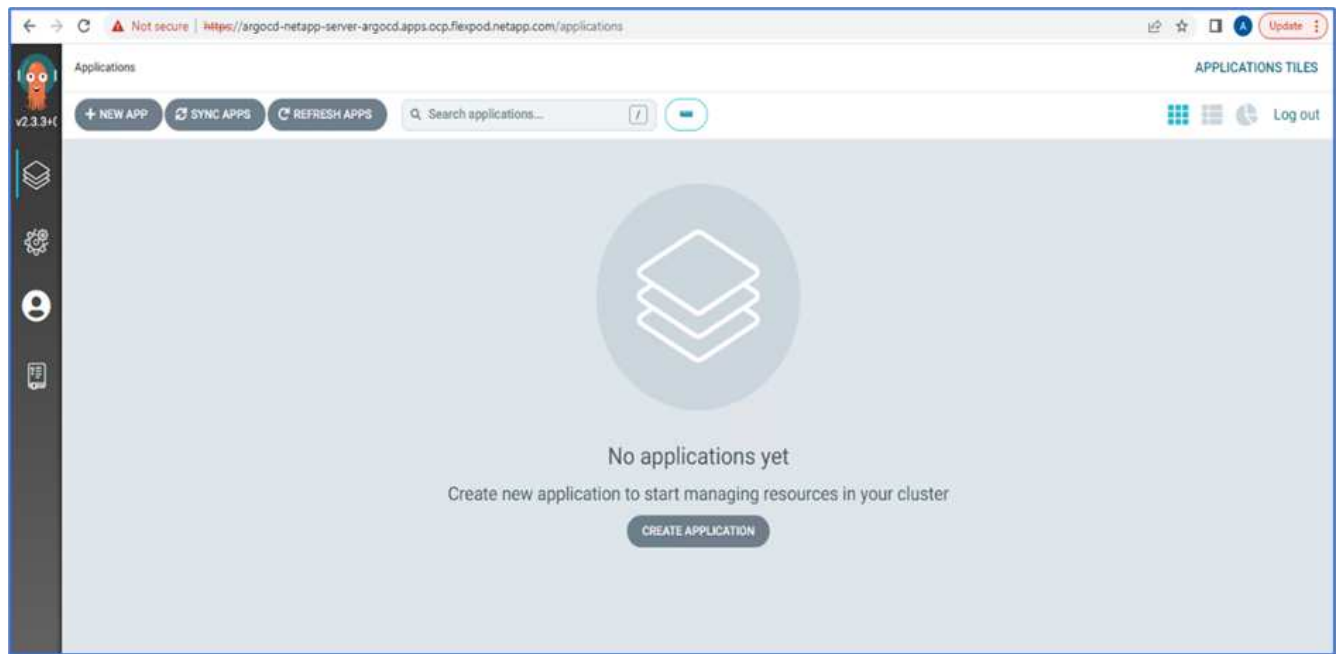 Not secure | https://argocd-netapp-server-argocd.apps.ocp.flexpod.netapp.com/applications
A
Update
Applications
APPLICATIONS TILES
v2.3.3+
+ NEW APP
SYNC APPS
REFRESH APPS
Search applications...
/
Log out
No applications yet
Create new application to start managing resources in your cluster
CREATE APPLICATION